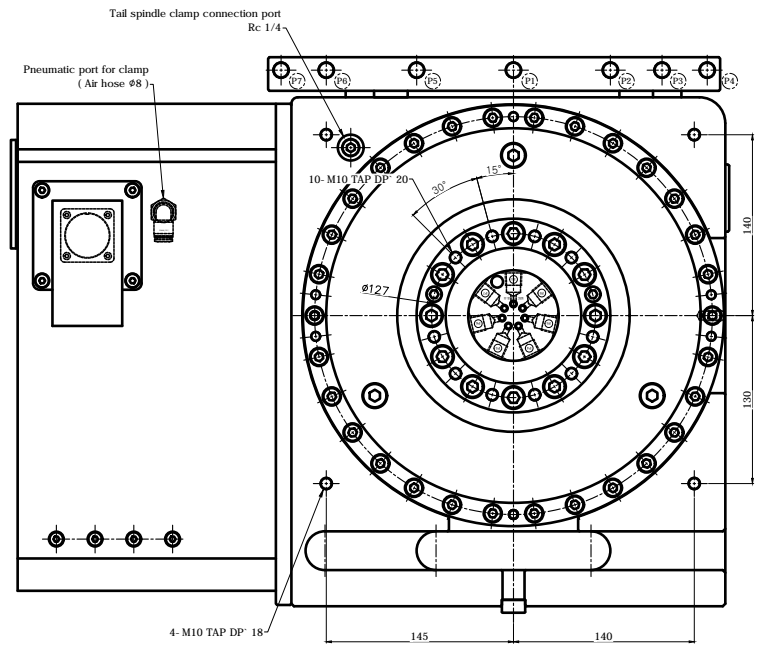 Tail spindle clamp connection port
Rc 1/4
Pneumatic port for clamp
( Air hose Ø8 )
P7 P6 P5 P1 P2 P3 P4
10- M10 TAP DP˙ 20
30°
15°
Ø127
140
130
4- M10 TAP DP˙ 18
145
140